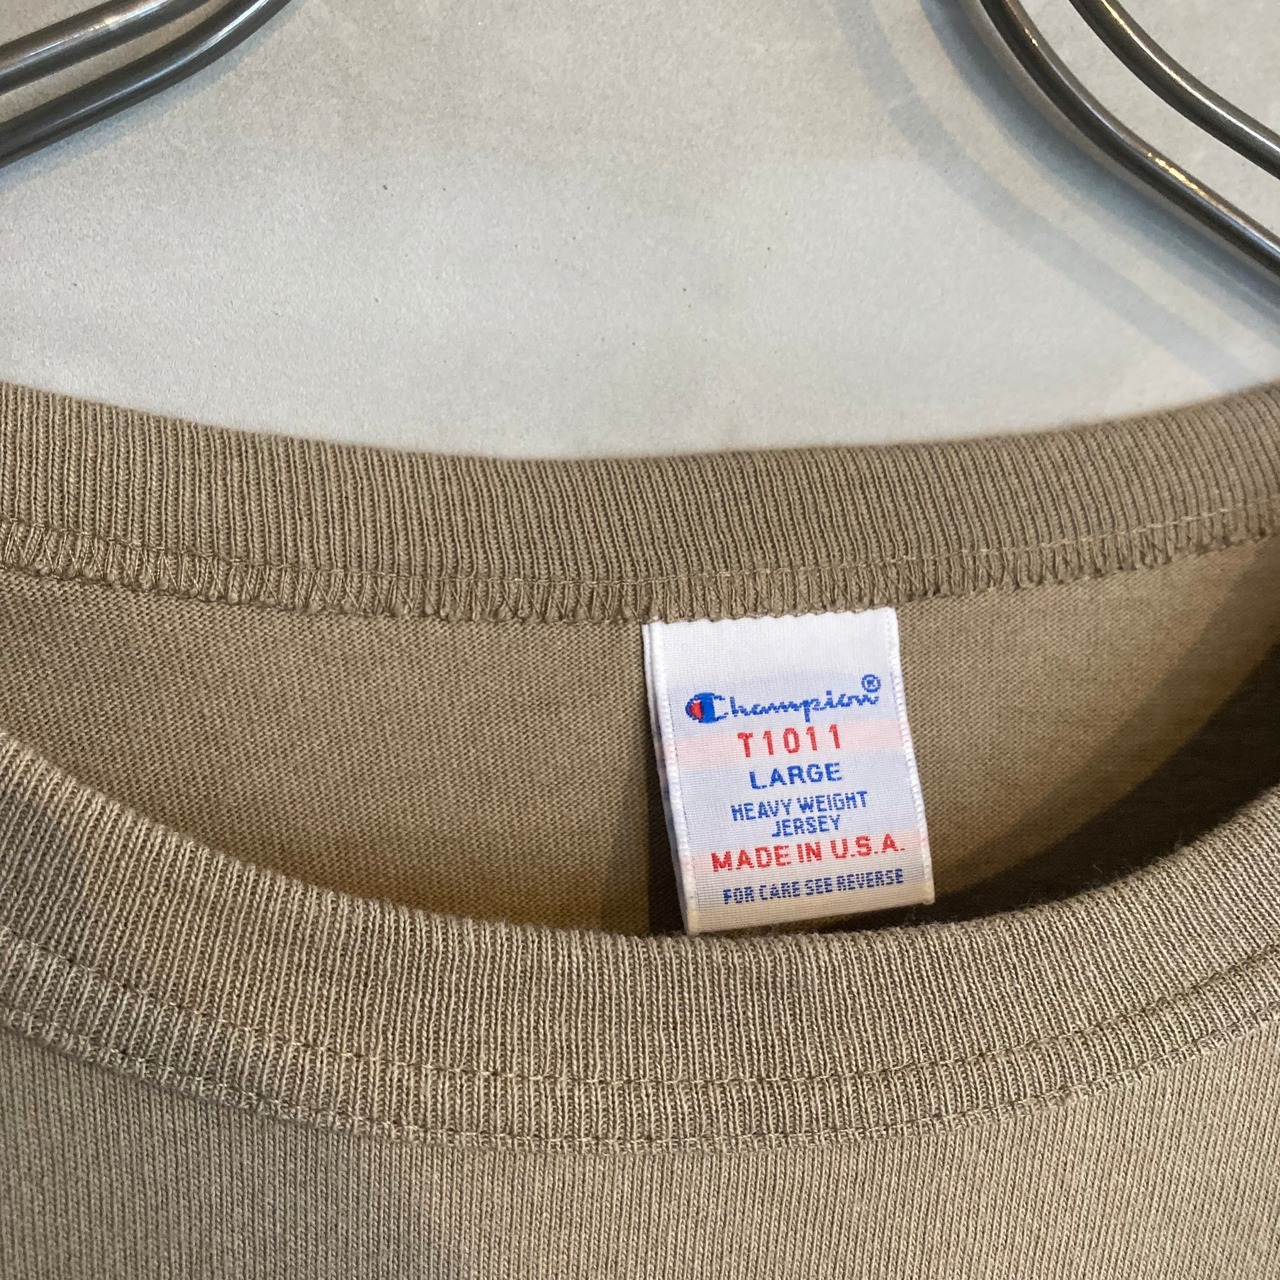 Champion®
T1011
LARGE
HEAVY WEIGHT
JERSEY
MADE IN U.S.A.
FOR CARE SEE REVERSE